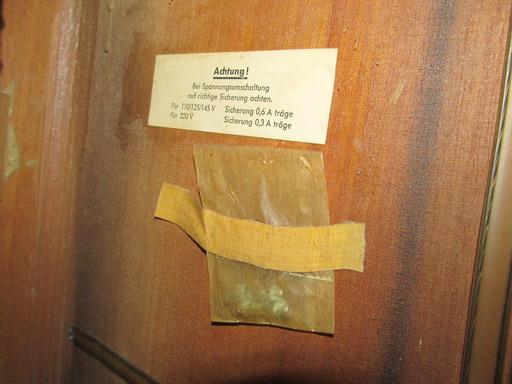 Achtung!
Bei Spannungsumschaltung
auf richtige Sicherung achten.
Für 110/125/145 V Sicherung 0,6 A träge
Für 220 V Sicherung 0,3 A träge